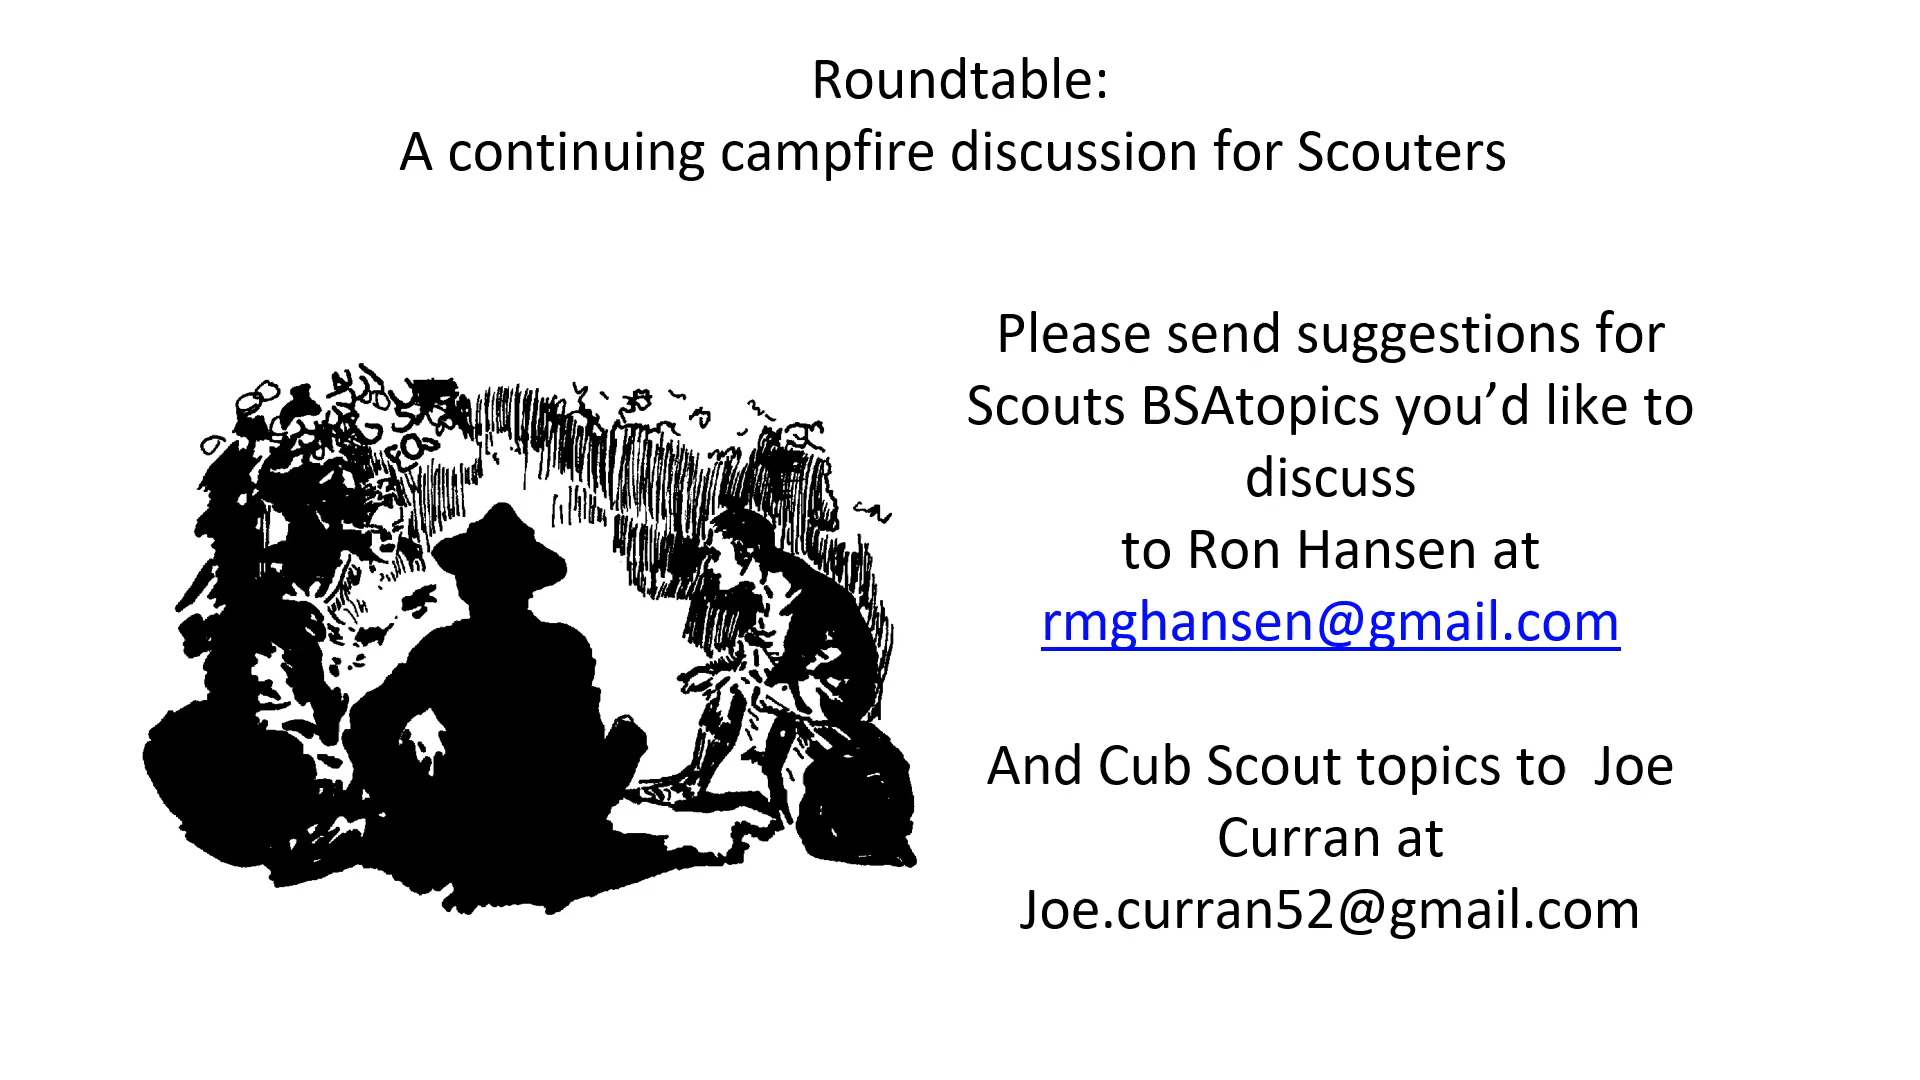 Roundtable:
A continuing campfire discussion for Scouters
Please send suggestions for
Scouts BSAtopics you’d like to
discuss
to Ron Hansen at
rmghansen@gmail.com
And Cub Scout topics to  Joe
Curran at
Joe.curran52@gmail.com